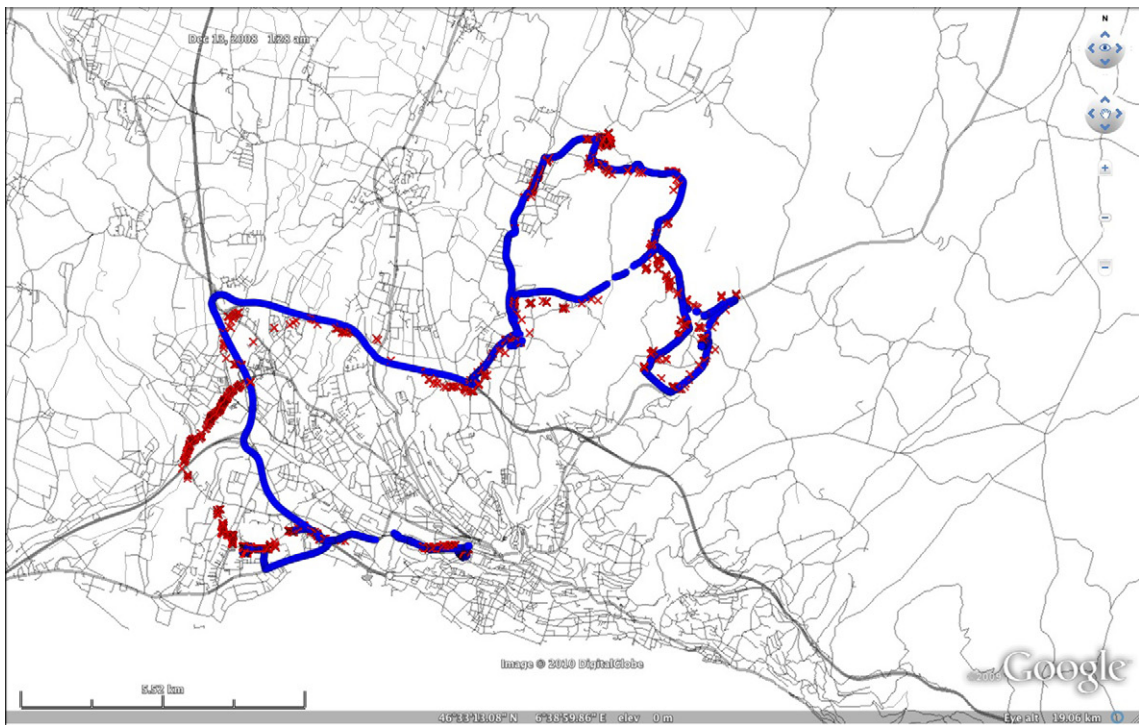 N
Dec 13, 2008 1:28 am
Image © 2010 DigitalGlobe
©2009 Google
5.52 km
46°33'13.08" N 6°38'59.86" E elev 0 m
Eye alt 19.06 km